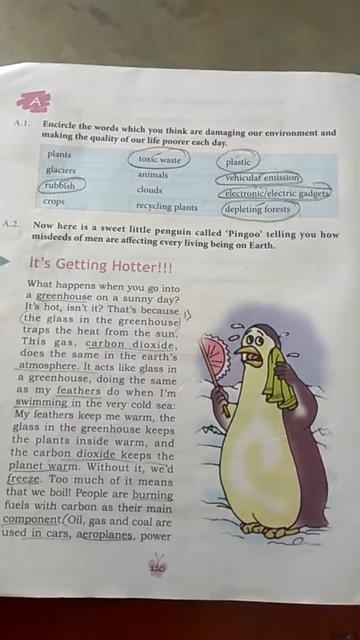 A
A.1. Encircle the words which you think are damaging our environment and
making the quality of our life poorer each day.
plants toxic waste plastic
glaciers animals vehicular emission
rubbish clouds electronic/electric gadgets
crops recycling plants depleting forests
A.2. Now here is a sweet little penguin called 'Pingoo' telling you how
misdeeds of men are affecting every living being on Earth.
It's Getting Hotter!!!
What happens when you go into
a greenhouse on a sunny day?
It's hot, isn't it? That's because
(the glass in the greenhouse)
traps the heat from the sun.
This gas, carbon dioxide,
does the same in the earth's
atmosphere. It acts like glass in
a greenhouse, doing the same
as my feathers do when I'm
swimming in the very cold sea:
My feathers keep me warm, the
glass in the greenhouse keeps
the plants inside warm, and
the carbon dioxide keeps the
planet warm. Without it, we'd
freeze. Too much of it means
that we boil! People are burning
fuels with carbon as their main
component. Oil, gas and coal are
used in cars, aeroplanes, power
110